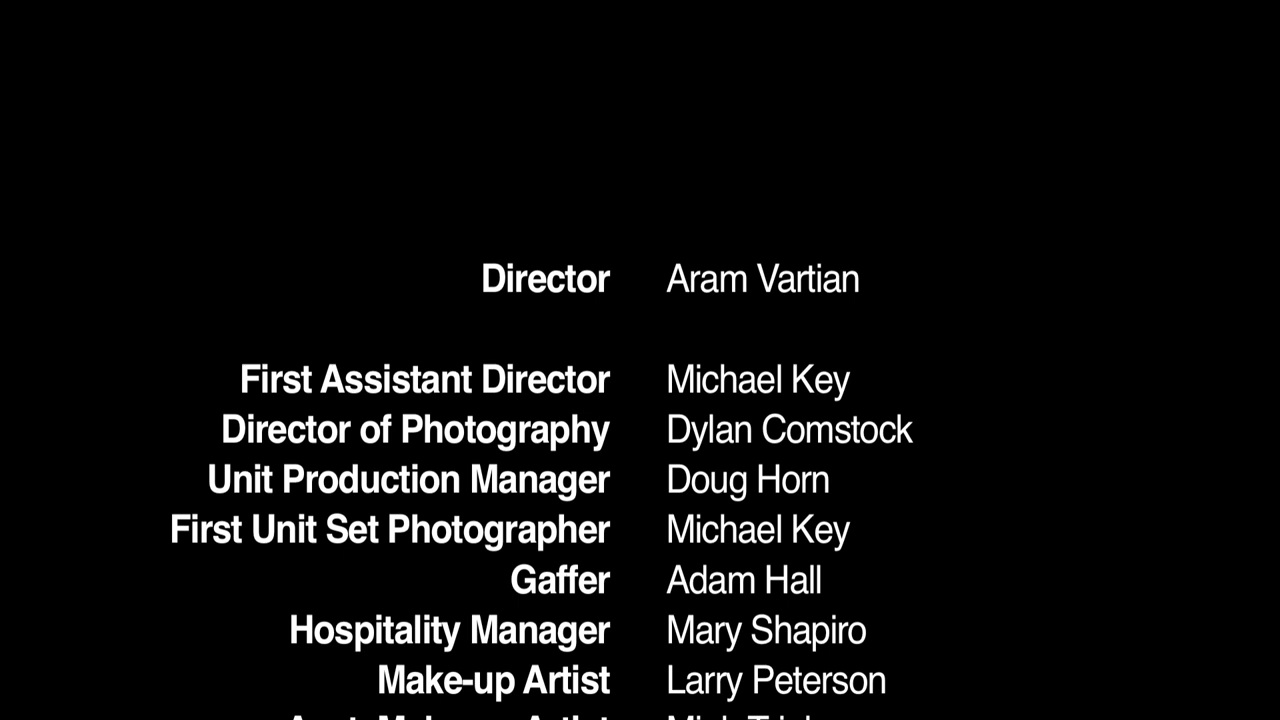 Director Aram Vartian
First Assistant Director Michael Key
Director of Photography Dylan Comstock
Unit Production Manager Doug Horn
First Unit Set Photographer Michael Key
Gaffer Adam Hall
Hospitality Manager Mary Shapiro
Make-up Artist Larry Peterson